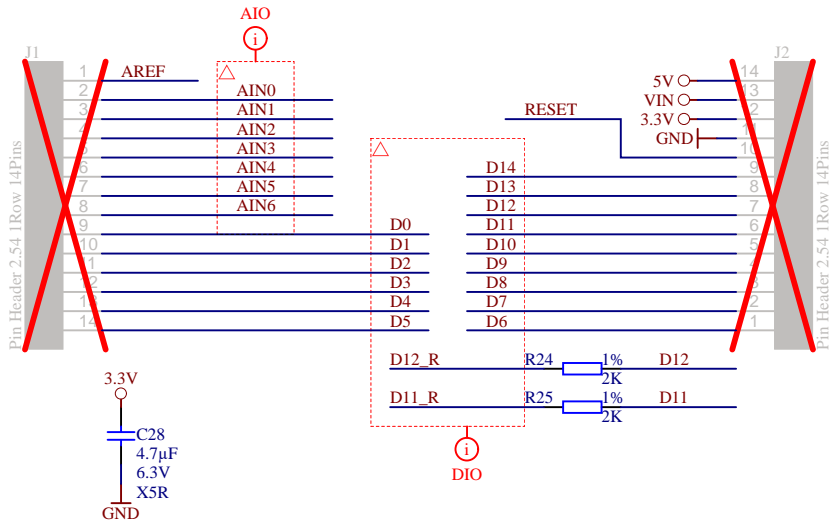 AIO
i
J1
J2
Pin Header 2.54 1Row 14Pins
1 AREF
2 AIN0
3 AIN1
4 AIN2
5 AIN3
6 AIN4
7 AIN5
8 AIN6
9 D0
10 D1
11 D2
12 D3
D4
14 D5
5V 14
VIN 13
RESET 3.3V 12
GND
10
D14 9
D13 8
D12 7
D11 6
D10 5
D9 4
D8 3
D7 2
D6 1
Pin Header 2.54 1Row 14Pins
D12_R R24 1% D12
2K
D11_R R25 1% D11
2K
i
DIO
3.3V
C28
4.7µF
6.3V
X5R
GND